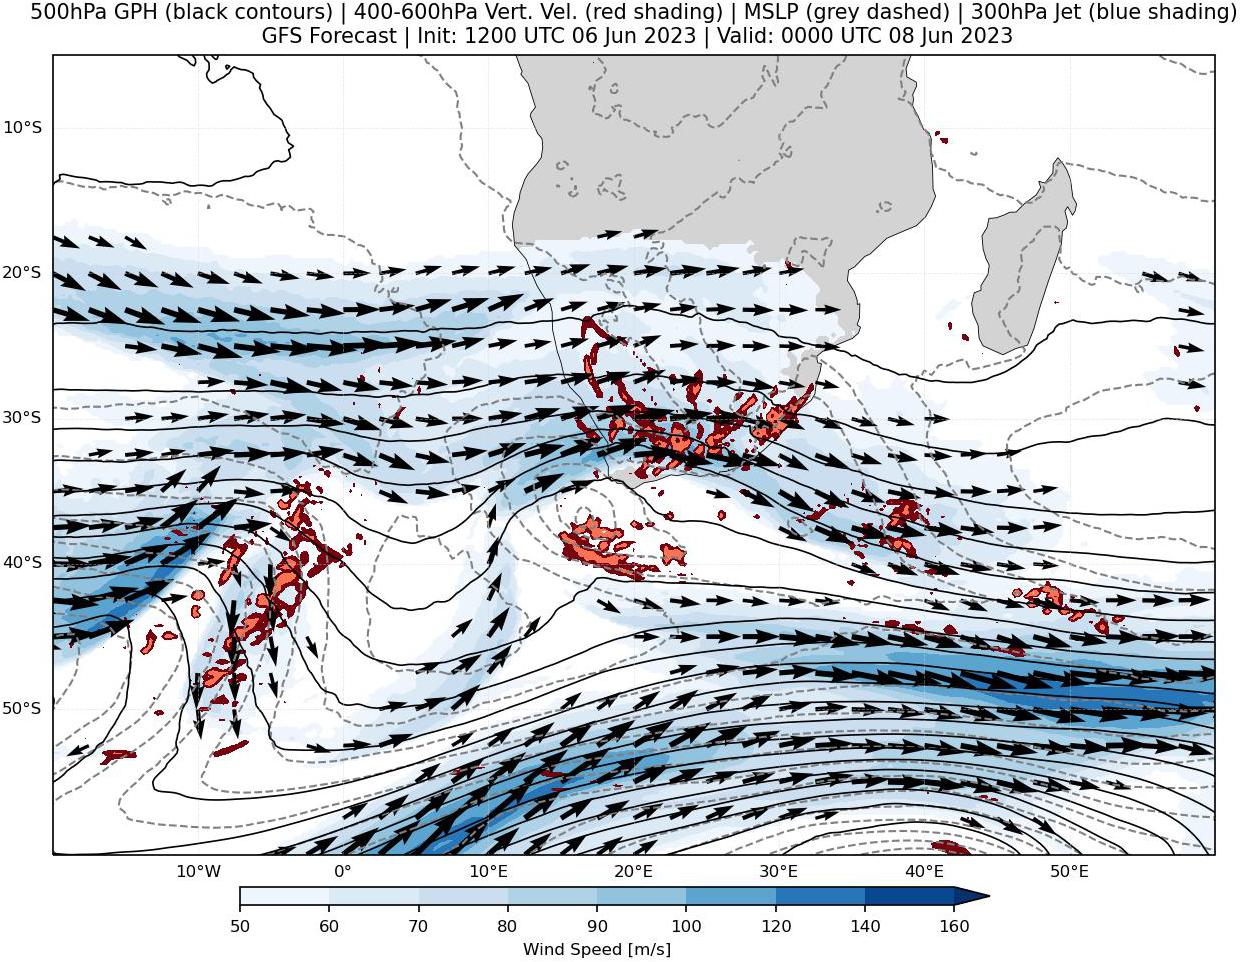 500hPa GPH (black contours) | 400-600hPa Vert. Vel. (red shading) | MSLP (grey dashed) | 300hPa Jet (blue shading)
GFS Forecast | Init: 1200 UTC 06 Jun 2023 | Valid: 0000 UTC 08 Jun 2023
10°S
20°S
30°S
40°S
50°S
10°W 0° 10°E 20°E 30°E 40°E 50°E
50 60 70 80 90 100 120 140 160
Wind Speed [m/s]